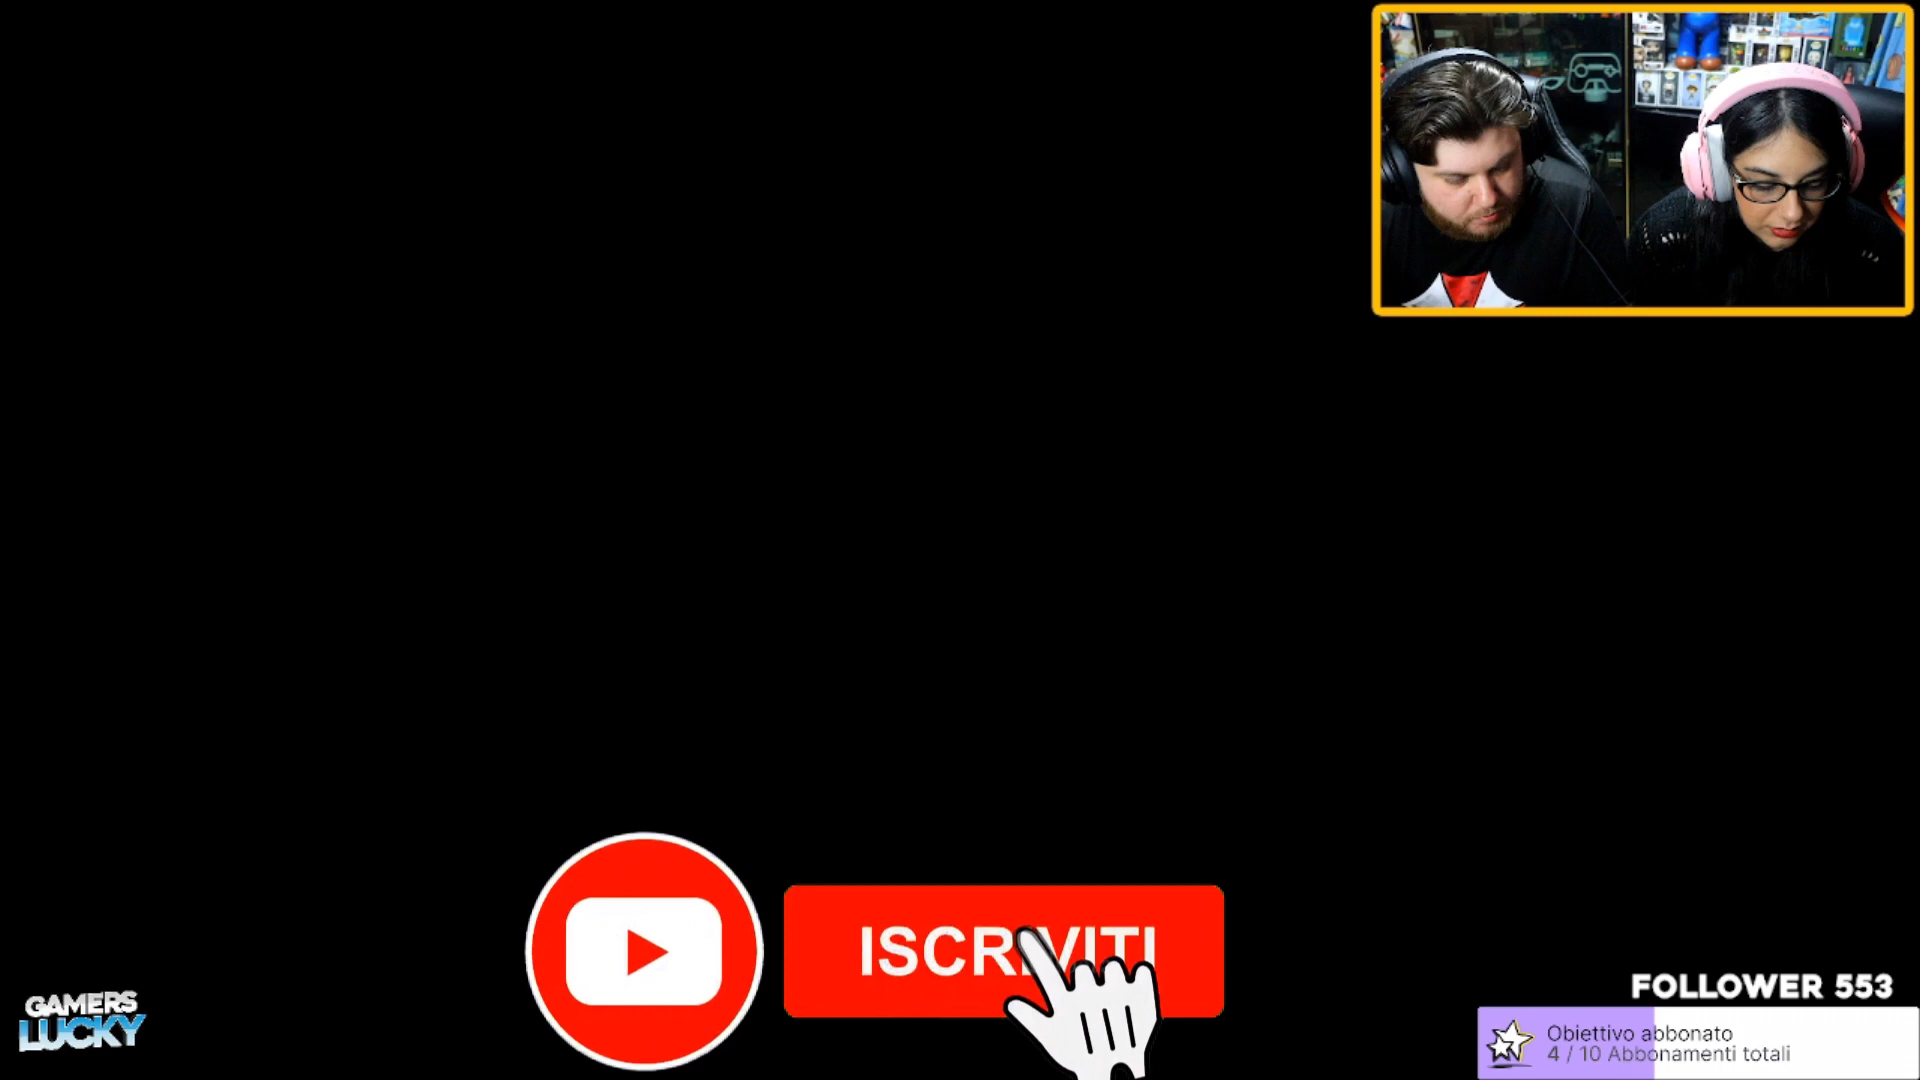 ISCRIVITI
GAMERS
LUCKY
FOLLOWER 553
Obiettivo abbonato
4 / 10 Abbonamenti totali